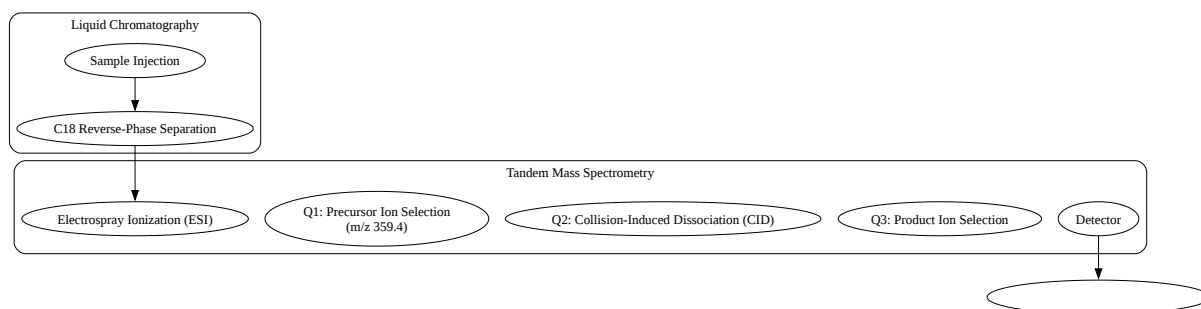 Liquid Chromatography
Sample Injection
C18 Reverse-Phase Separation
Tandem Mass Spectrometry
Electrospray Ionization (ESI)
Q1: Precursor Ion Selection
(m/z 359.4)
Q2: Collision-Induced Dissociation (CID)
Q3: Product Ion Selection
Detector